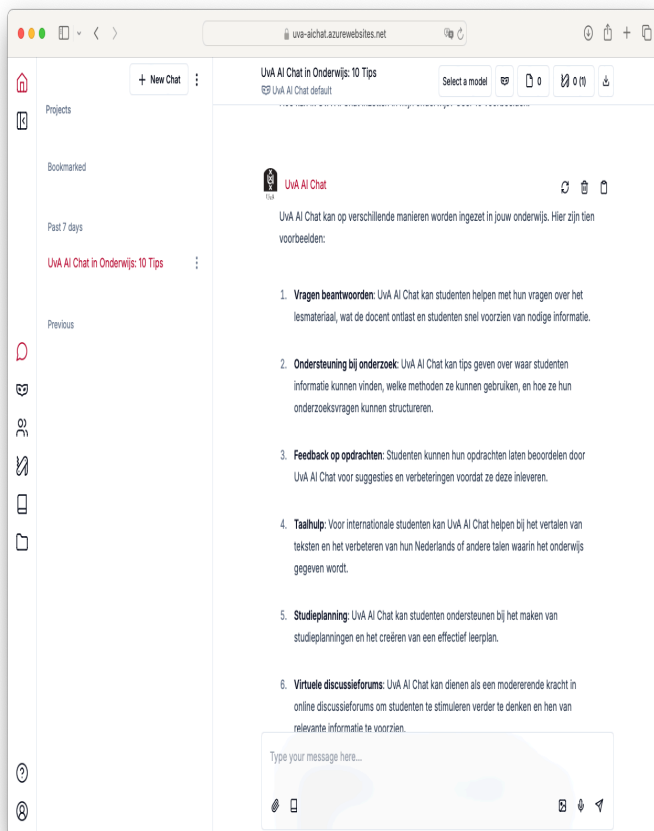 uva-aichat.azurewebsites.net
+ New Chat
Projects
Bookmarked
Past 7 days
UvA AI Chat in Onderwijs: 10 Tips
Previous
UvA AI Chat in Onderwijs: 10 Tips
UvA AI Chat default
Select a model
0
0 (1)
UvA AI Chat
UvA AI Chat kan op verschillende manieren worden ingezet in jouw onderwijs. Hier zijn tien
voorbeelden:
1. Vragen beantwoorden: UvA AI Chat kan studenten helpen met hun vragen over het
lesmateriaal, wat de docent ontlast en studenten snel voorzien van nodige informatie.
2. Ondersteuning bij onderzoek: UvA AI Chat kan tips geven over waar studenten
informatie kunnen vinden, welke methoden ze kunnen gebruiken, en hoe ze hun
onderzoeksvragen kunnen structureren.
3. Feedback op opdrachten: Studenten kunnen hun opdrachten laten beoordelen door
UvA AI Chat voor suggesties en verbeteringen voordat ze deze inleveren.
4. Taalhulp: Voor internationale studenten kan UvA AI Chat helpen bij het vertalen van
teksten en het verbeteren van hun Nederlands of andere talen waarin het onderwijs
gegeven wordt.
5. Studieplanning: UvA AI Chat kan studenten ondersteunen bij het maken van
studieplanningen en het creëren van een effectief leerplan.
6. Virtuele discussieforums: UvA AI Chat kan dienen als een modererende kracht in
online discussieforums om studenten te stimuleren verder te denken en hen van
relevante informatie te voorzien.
Type your message here...